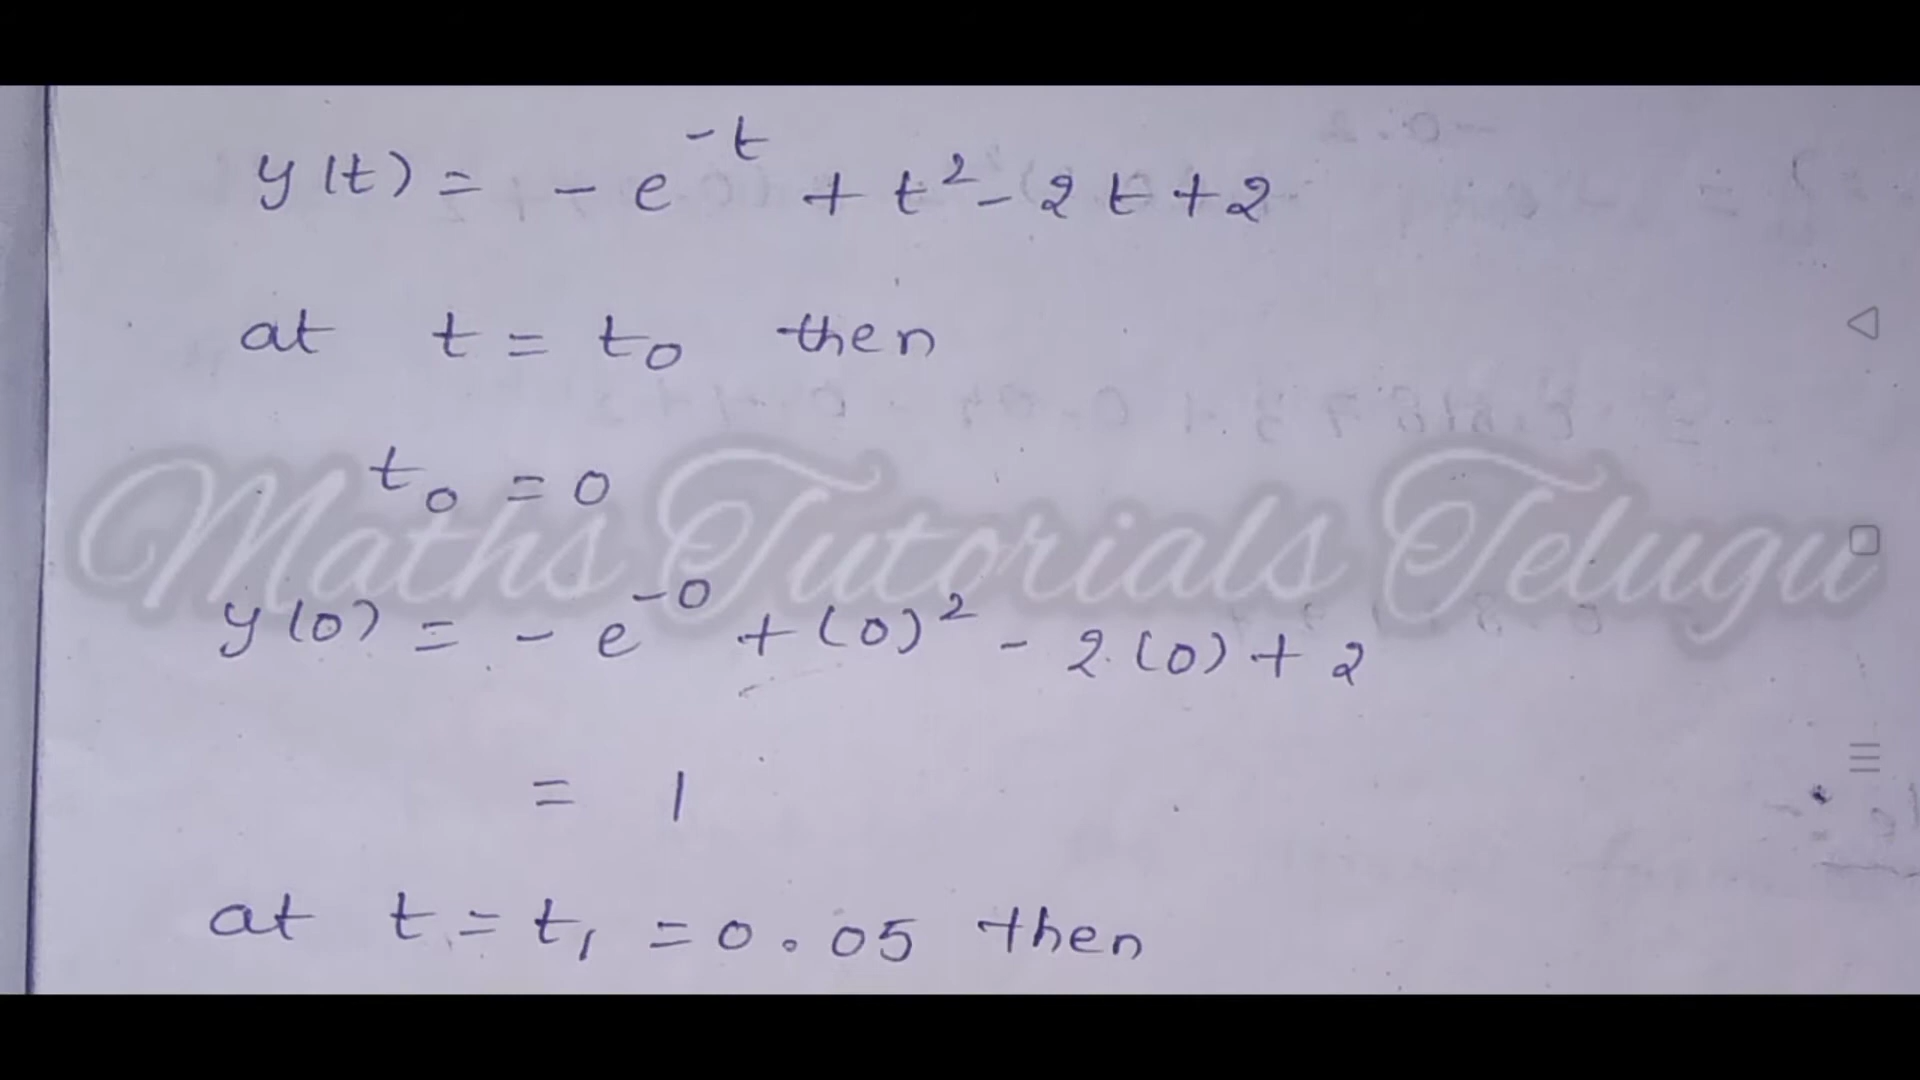 y(t) = - e^{-t} + t² - 2t + 2
at t = t₀ then
t₀ = 0
Maths Tutorials Telugu
y(0) = - e^{-0} + (0)² - 2.(0) + 2
= 1
at t = t₁ = 0.05 then